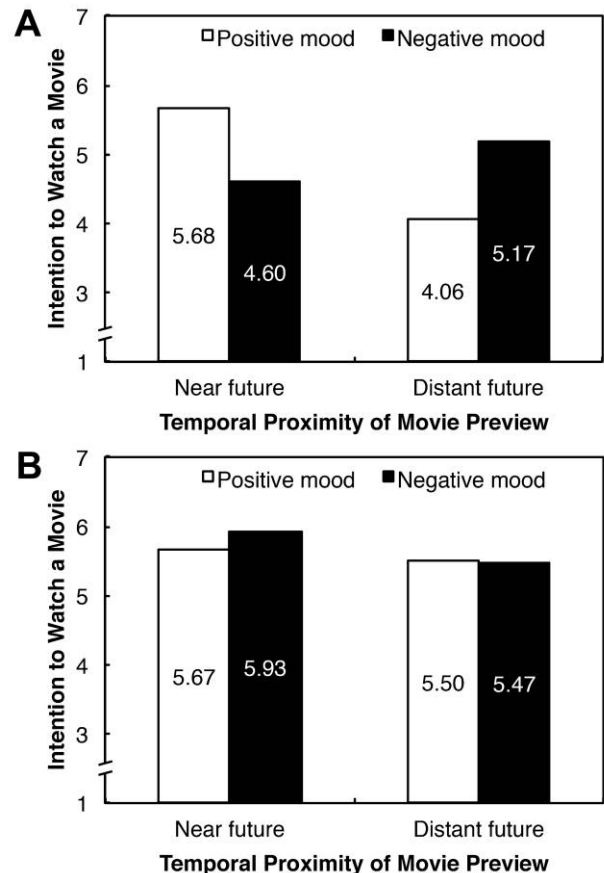 A
7
□Positive mood ■Negative mood
6
5
4
3
1
Intention to Watch a Movie
5.68
4.60
4.06
5.17
Near future Distant future
Temporal Proximity of Movie Preview
B
7
□Positive mood ■Negative mood
6
5
4
3
1
Intention to Watch a Movie
5.67
5.93
5.50
5.47
Near future Distant future
Temporal Proximity of Movie Preview